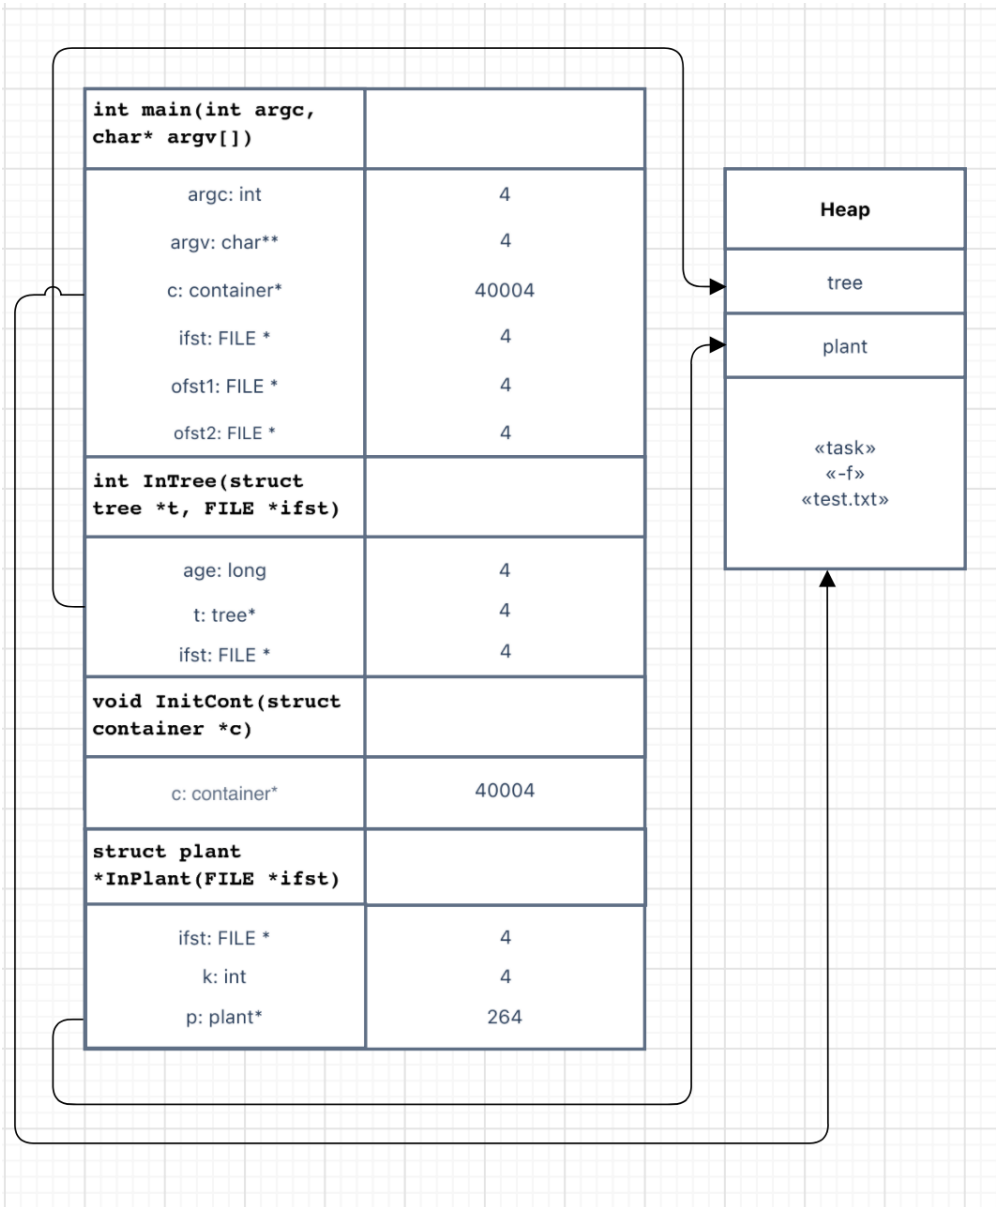 int main(int argc,
char* argv[])
argc: int 4
argv: char** 4
c: container* 40004
ifst: FILE * 4
ofst1: FILE * 4
ofst2: FILE * 4
int InTree(struct
tree *t, FILE *ifst)
age: long 4
t: tree* 4
ifst: FILE * 4
void InitCont(struct
container *c)
c: container* 40004
struct plant
*InPlant(FILE *ifst)
ifst: FILE * 4
k: int 4
p: plant* 264
Heap
tree
plant
«task»
«-f»
«test.txt»